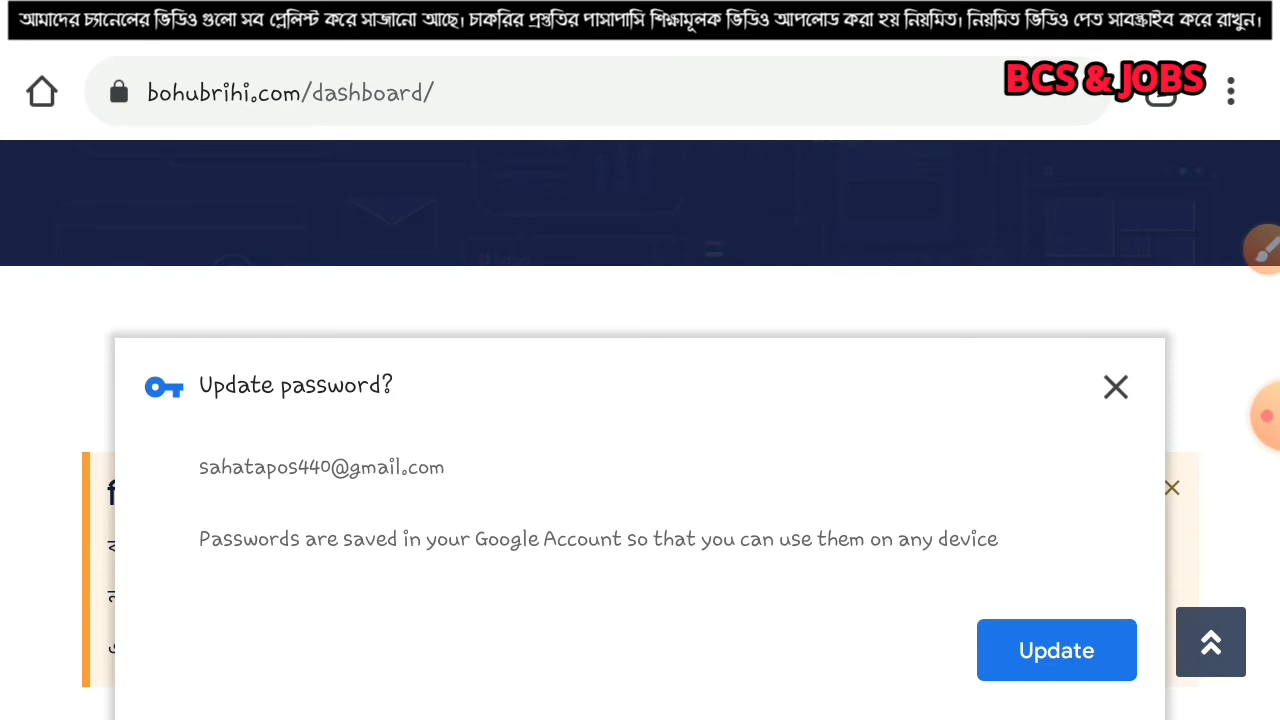 আমাদের চ্যানেলের ভিডিও গুলো সব প্লেলিস্ট করে সাজানো আছে। চাকরির প্রস্তুতির পাসাপাসি শিক্ষামূলক ভিডিও আপলোড করা হয় নিয়মিত। নিয়মিত ভিডিও পেত সাবস্ক্রাইব করে রাখুন।
bohubrihi.com/dashboard/
BCS & JOBS
Update password?
sahatapos440@gmail.com
Passwords are saved in your Google Account so that you can use them on any device
Update